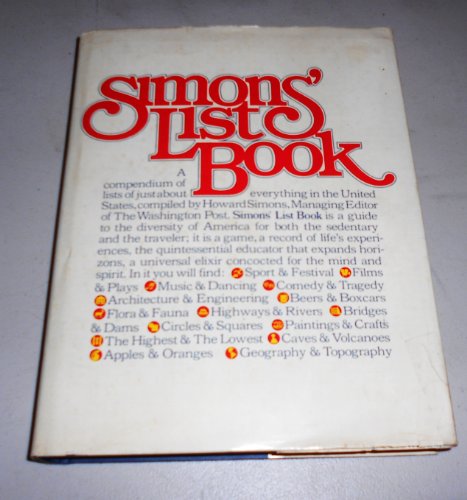 Simons'
List
Book
A
compendium of
lists of just about everything in the United
States, compiled by Howard Simons, Managing Editor
of The Washington Post. Simons' List Book is a guide
to the diversity of America for both the sedentary
and the traveler; it is a game, a record of life's experi-
ences, the quintessential educator that expands hori-
zons, a universal elixir concocted for the mind and
spirit. In it you will find: Sport & Festival Films
& Plays Music & Dancing Comedy & Tragedy
Architecture & Engineering Beers & Boxcars
Flora & Fauna Highways & Rivers Bridges
& Dams Circles & Squares Paintings & Crafts
The Highest & The Lowest Caves & Volcanoes
Apples & Oranges Geography & Topography